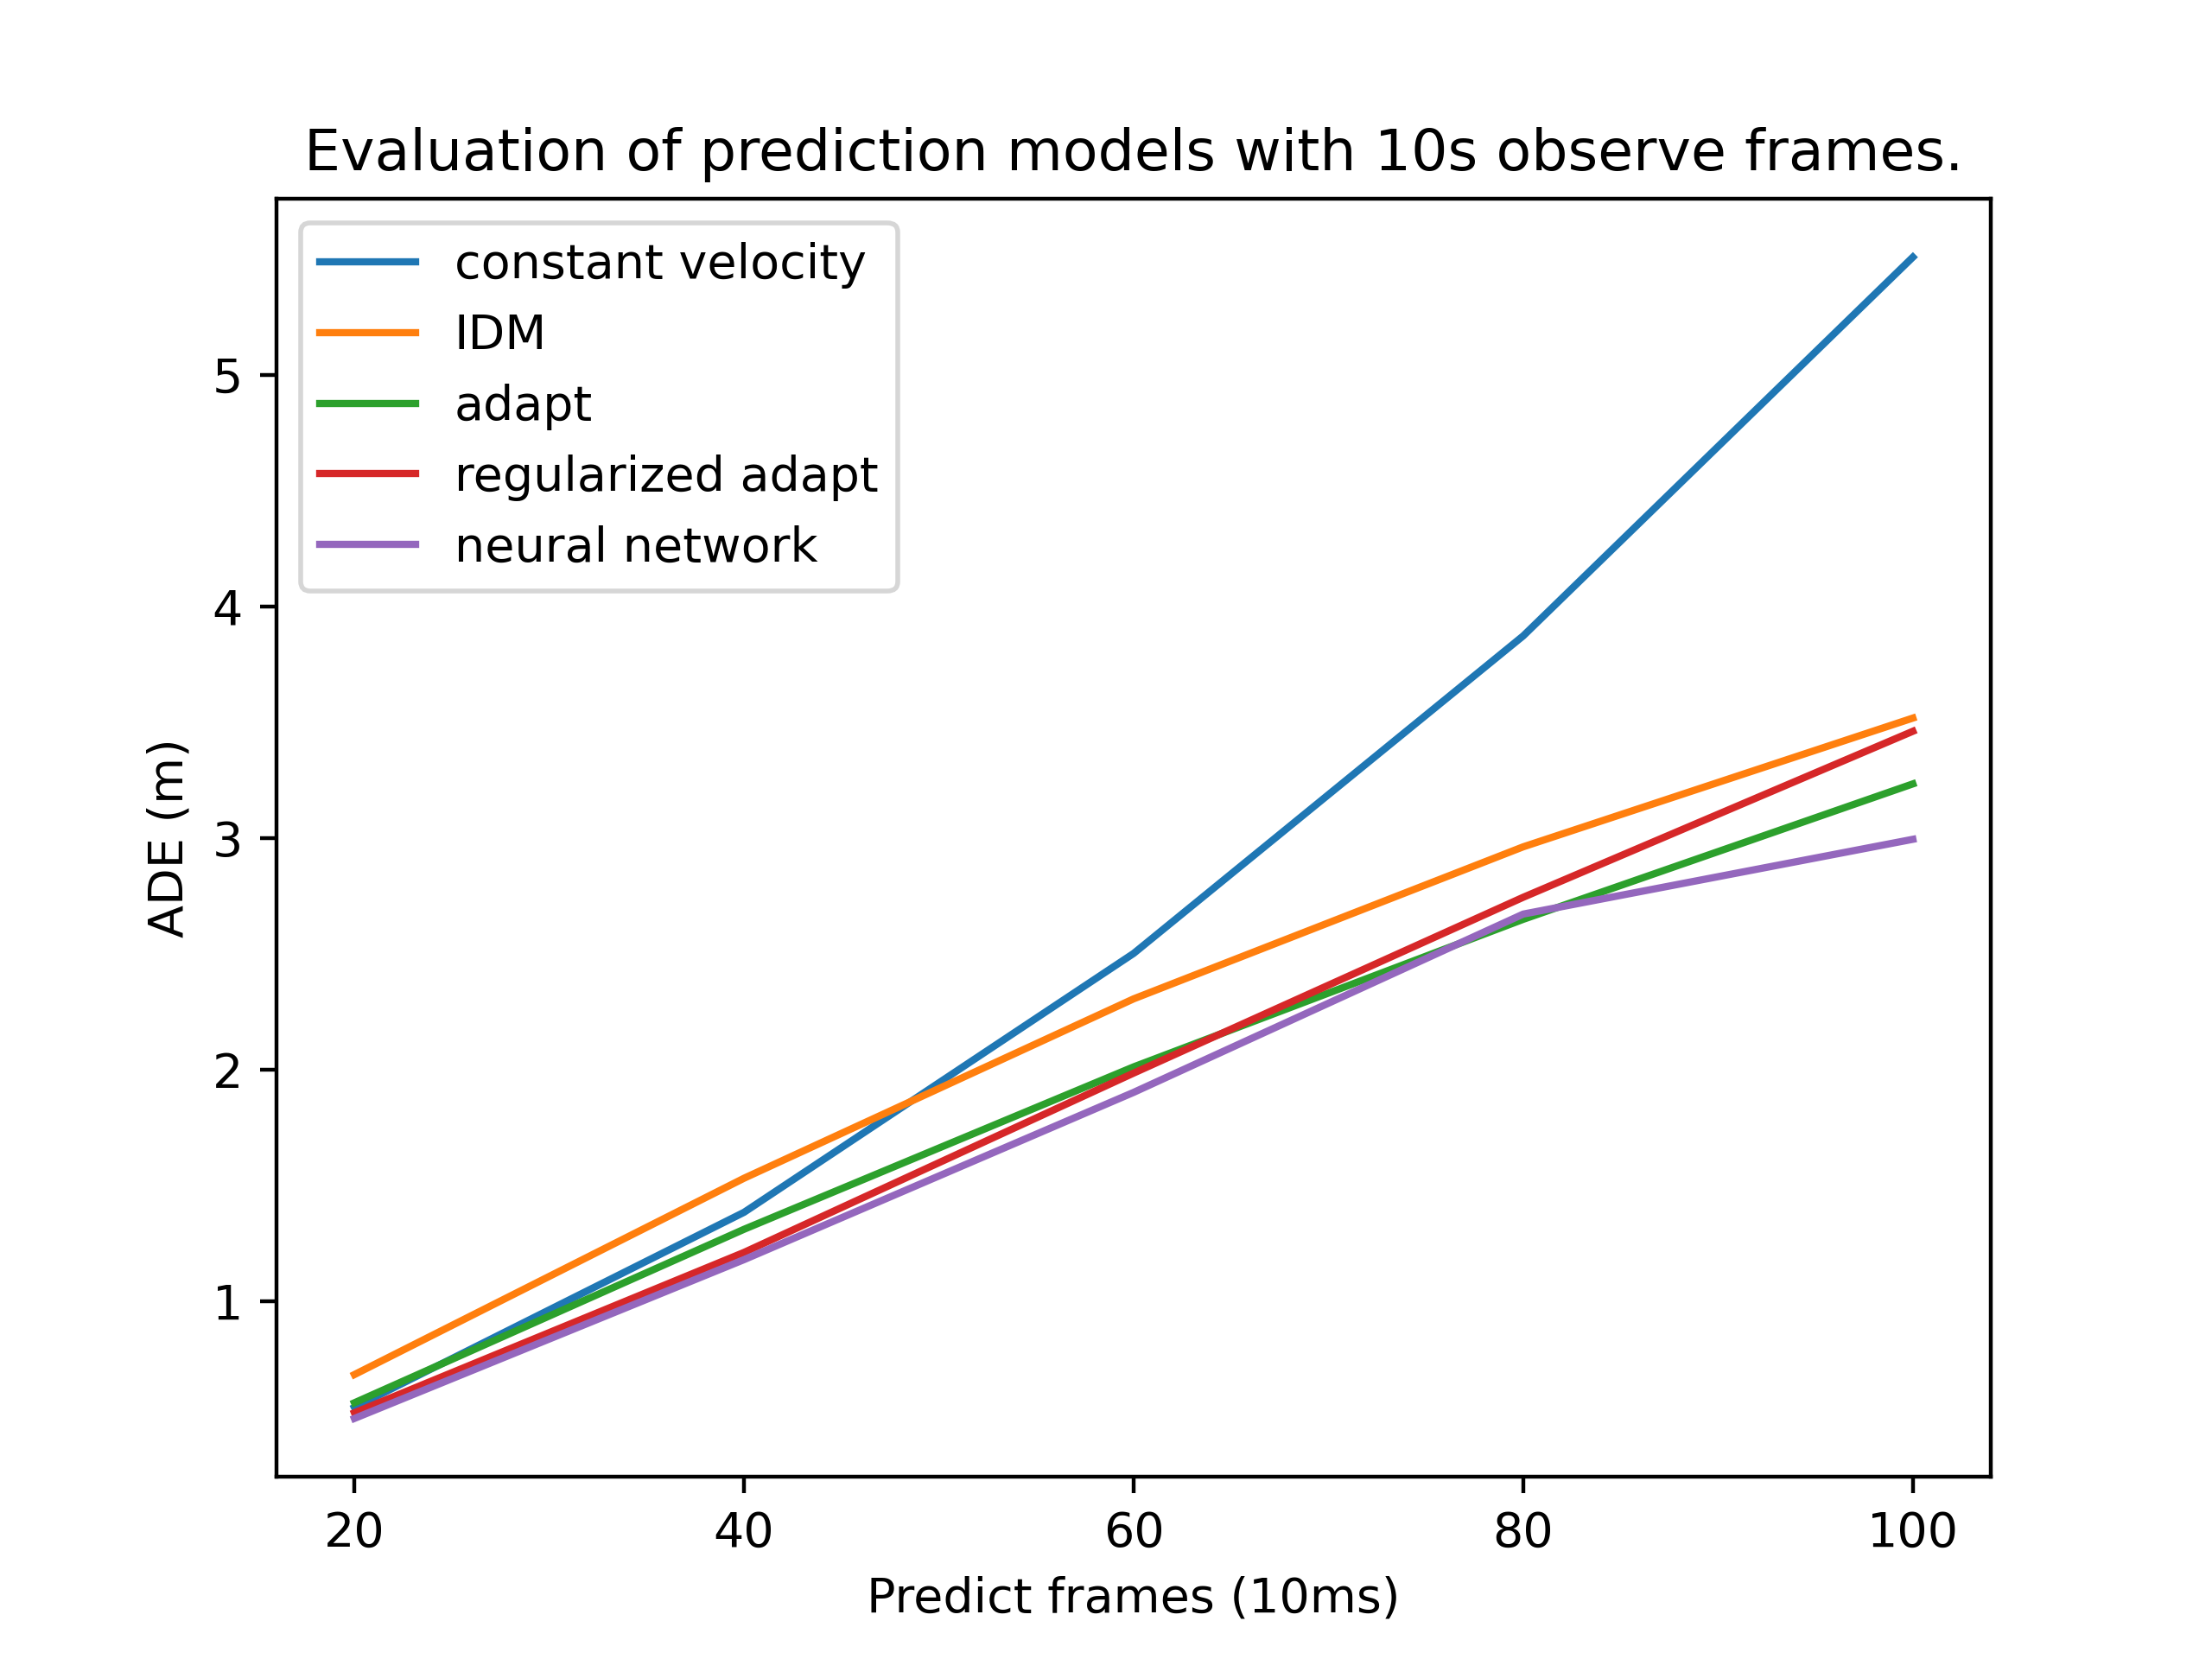 Evaluation of prediction models with 10s observe frames.
constant velocity
IDM
adapt
regularized adapt
neural network
5
4
3
2
1
ADE (m)
20 40 60 80 100
Predict frames (10ms)